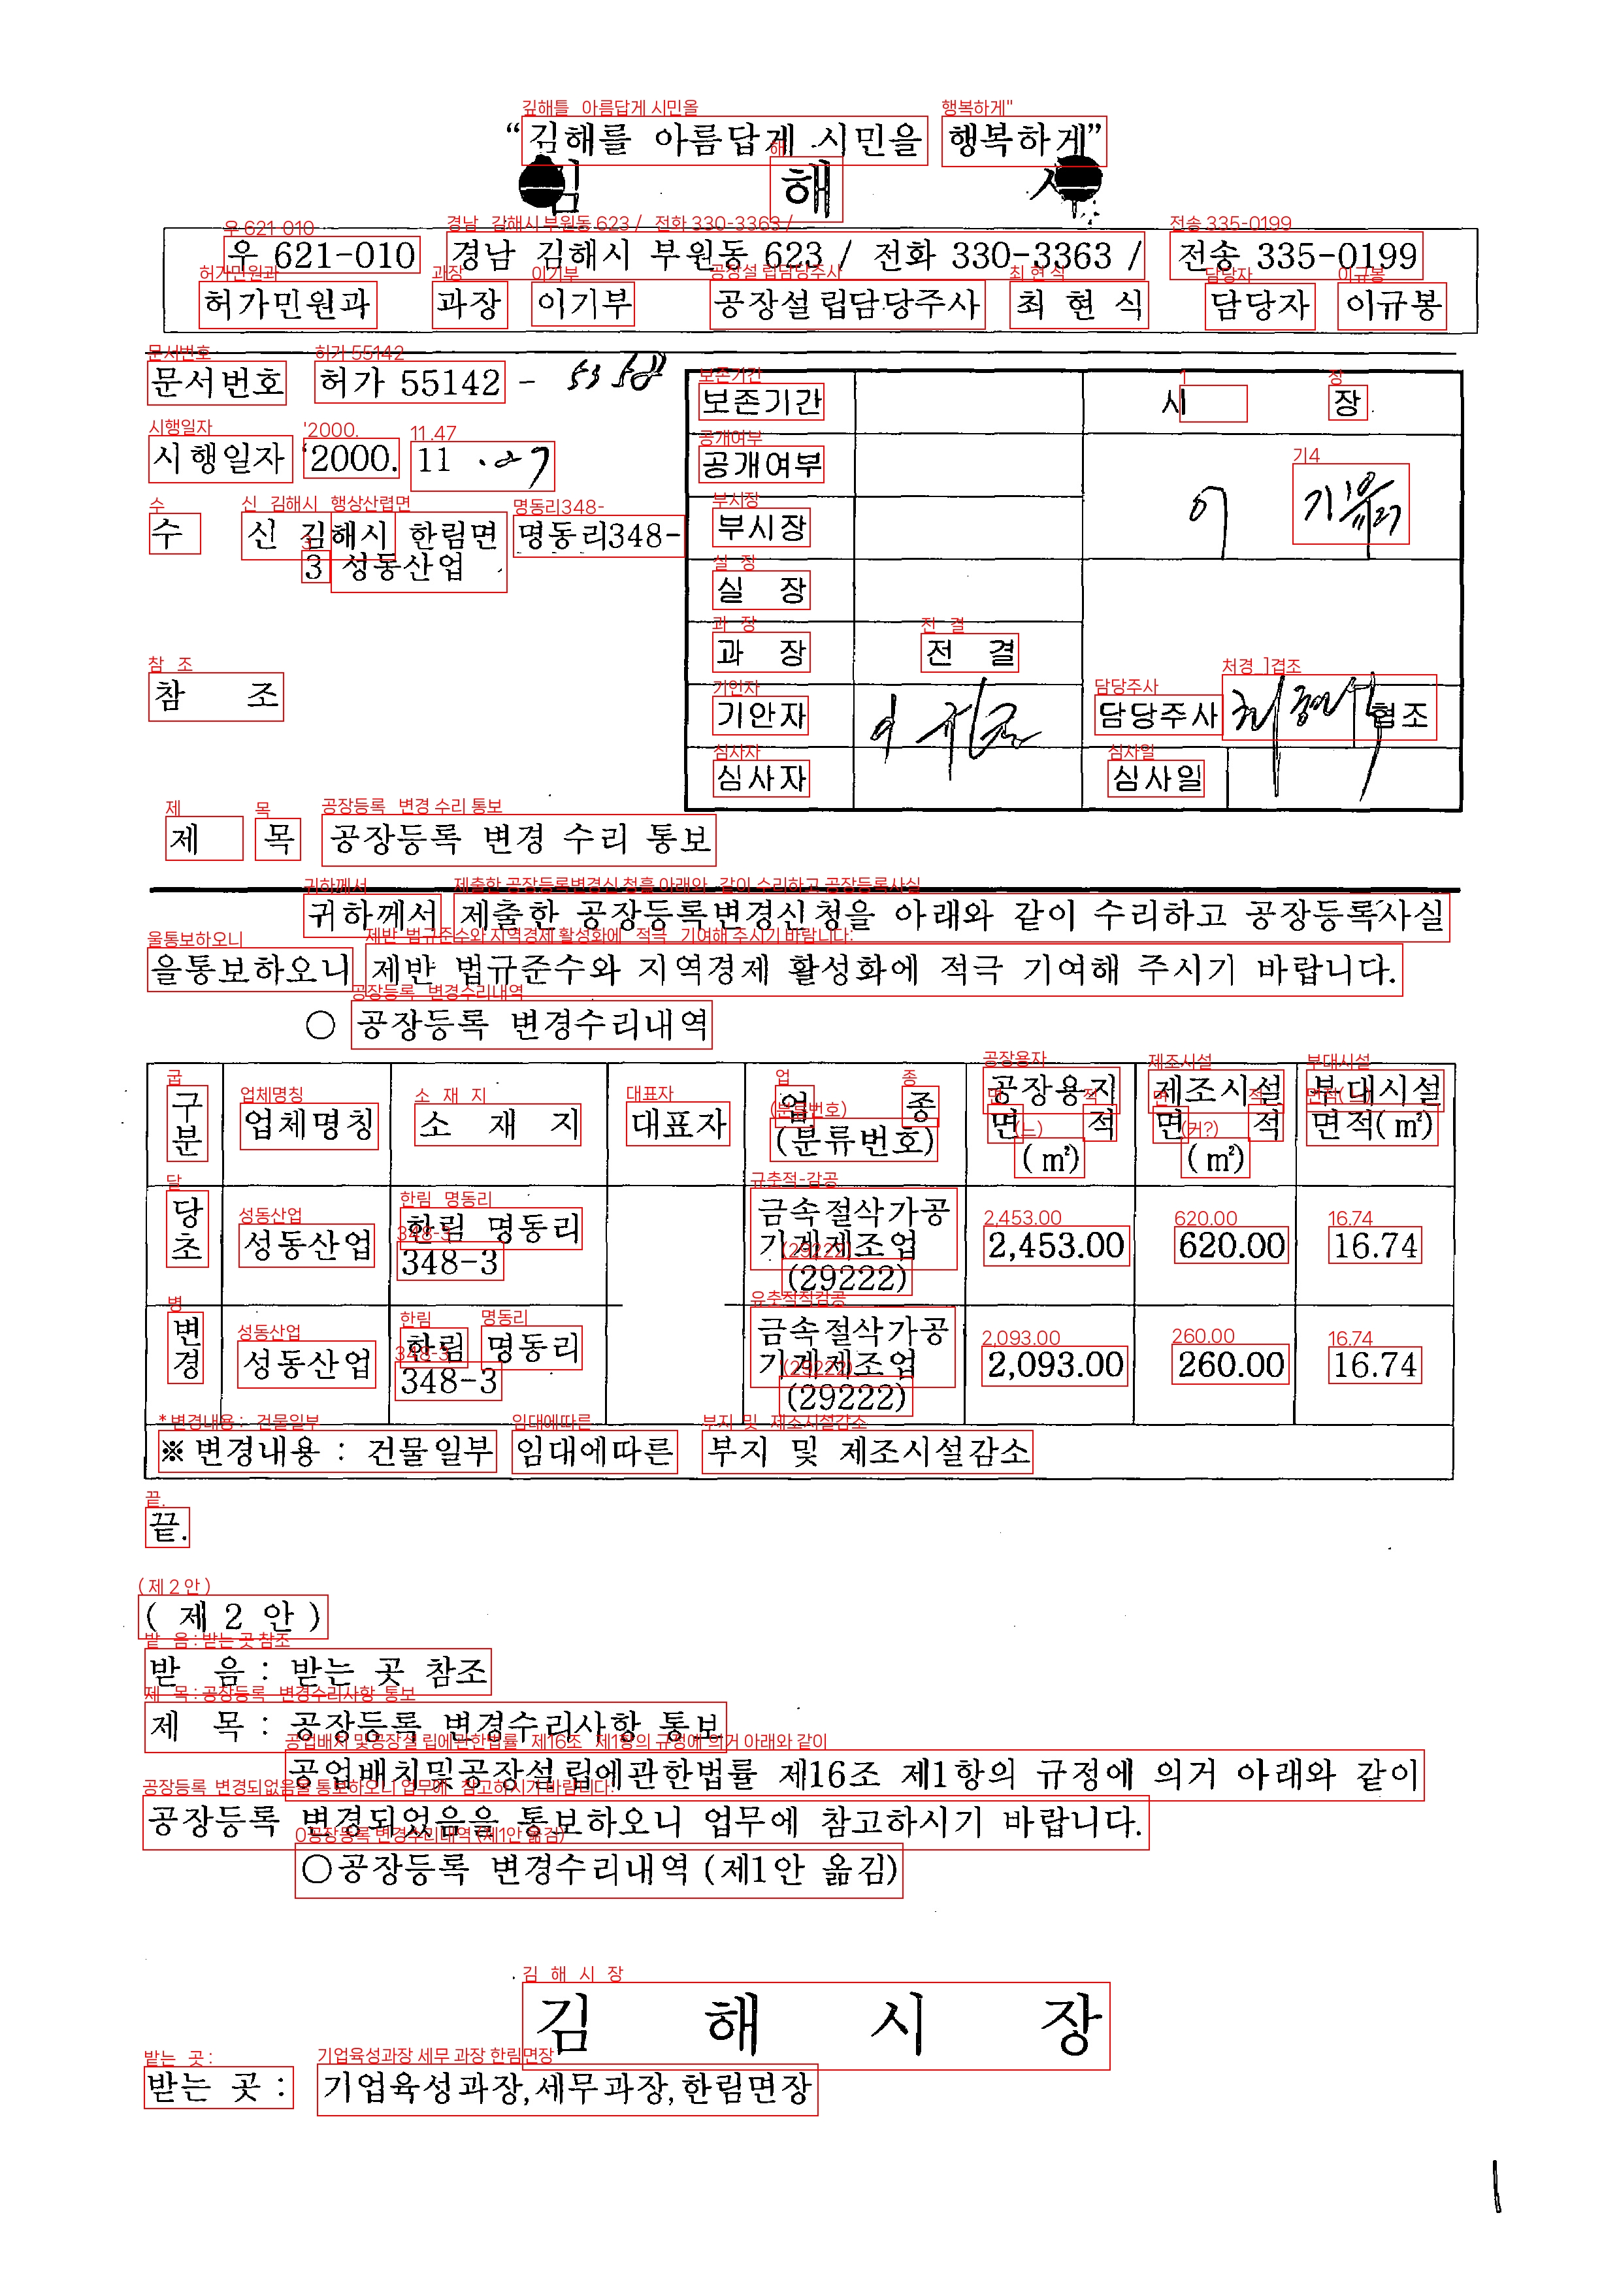 “김해를 아름답게 시민을 행복하게”
김 해 시
우 621-010 경남 김해시 부원동 623 / 전화 330-3363 / 전송 335-0199
허가민원과 과장 이기부 공장설립담당주사 최 현 식 담당자 이규봉
문서번호 허가 55142 -
시행일자 '2000. 11
수 신 김해시 한림면 명동리348-
3 성동산업
참 조
보존기간 시 장
공개여부
부시장
실 장
과 장 전 결
기안자 담당주사 협조
심사자 심사일
제 목 공장등록 변경 수리 통보
귀하께서 제출한 공장등록변경신청을 아래와 같이 수리하고 공장등록사실
을통보하오니 제반 법규준수와 지역경제 활성화에 적극 기여해 주시기 바랍니다.
○ 공장등록 변경수리내역
구분 업체명칭 소 재 지 대표자 업 종 (분류번호) 공장용지 면 적 (㎡) 제조시설 면 적 (㎡) 부대시설 면적(㎡)
당초 성동산업 한림 명동리 348-3 금속절삭가공 기계제조업 (29222) 2,453.00 620.00 16.74
변경 성동산업 한림 명동리 348-3 금속절삭가공 기계제조업 (29222) 2,093.00 260.00 16.74
※ 변경내용 : 건물일부 임대에따른 부지 및 제조시설감소
끝.
( 제 2 안 )
받 음 : 받는 곳 참조
제 목 : 공장등록 변경수리사항 통보
공업배치및공장설립에관한법률 제16조 제1항의 규정에 의거 아래와 같이
공장등록 변경되었음을 통보하오니 업무에 참고하시기 바랍니다.
○공장등록 변경수리내역 (제1안 옮김)
김 해 시 장
받는 곳 : 기업육성과장,세무과장,한림면장